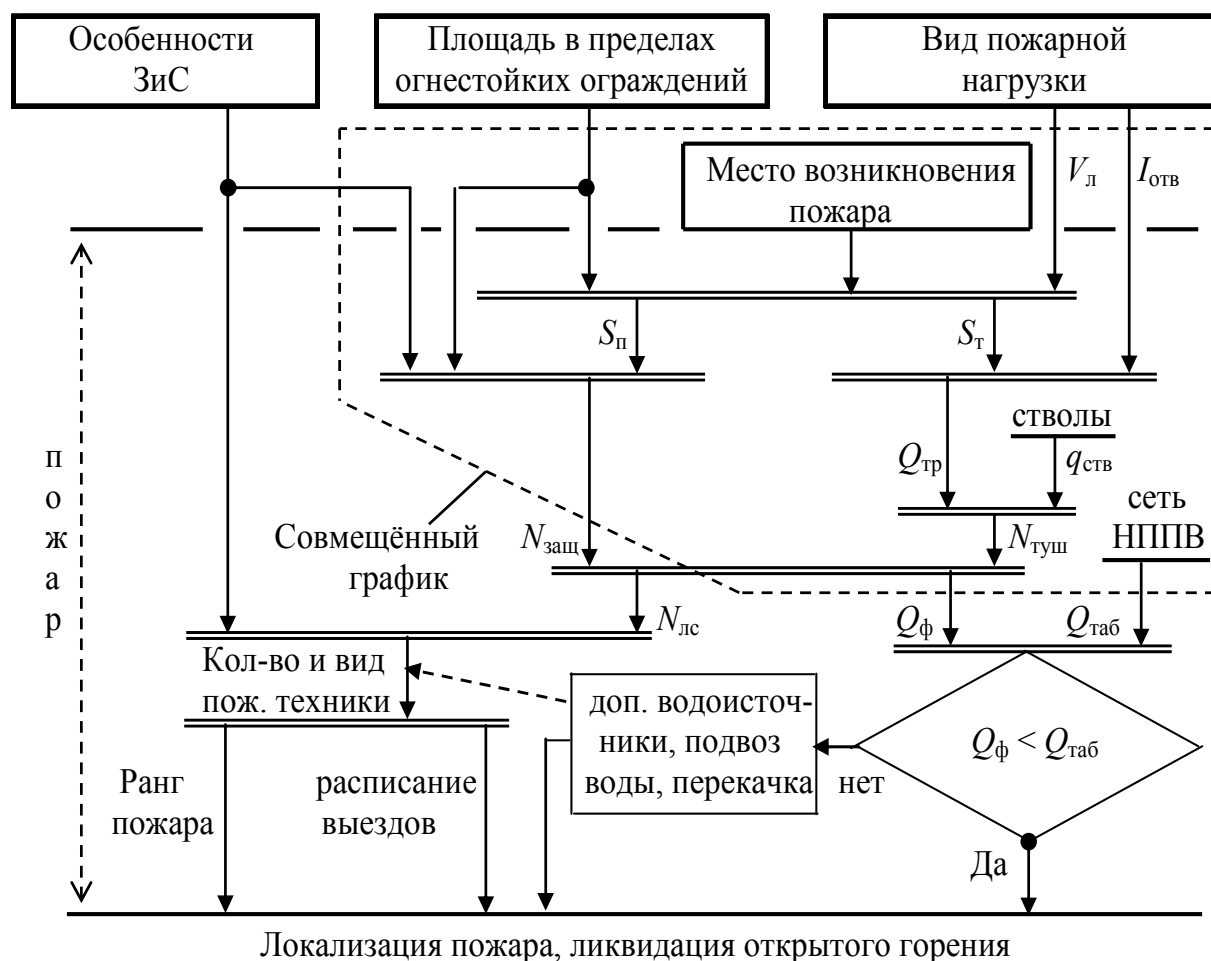 Особенности
ЗиС
Площадь в пределах
огнестойких ограждений
Вид пожарной
нагрузки
Место возникновения
пожара
Vл
Iотв
Sп
Sт
стволы
Qтр
qств
сеть
НППВ
п
о
ж
а
р
Совмещённый
график
Nзащ
Nтуш
Nлс
Qф
Qтаб
Кол-во и вид
пож. техники
доп. водоисточ-
ники, подвоз
воды, перекачка
Qф < Qтаб
нет
Ранг
пожара
расписание
выездов
Да
Локализация пожара, ликвидация открытого горения